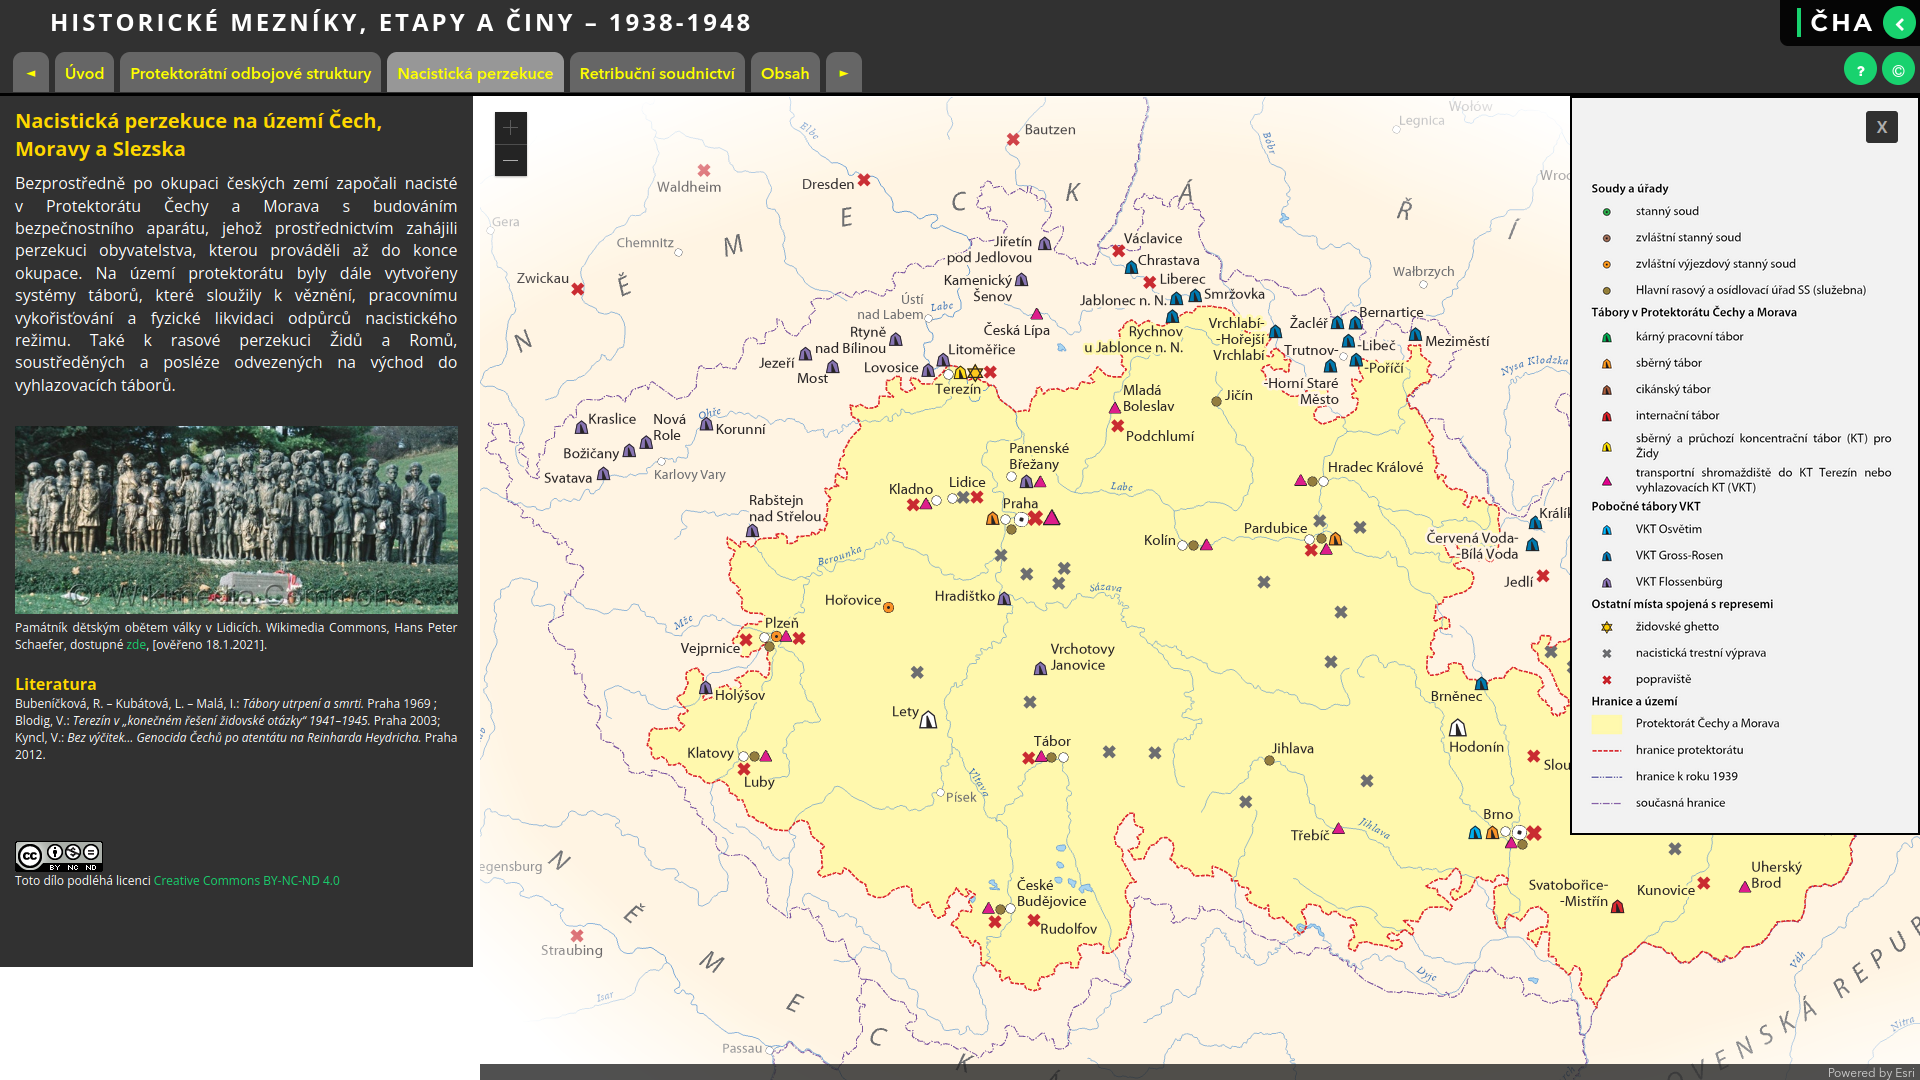 HISTORICKÉ MEZNÍKY, ETAPY A ČINY – 1938-1948
ČHA
◄
Úvod
Protektorátní odbojové struktury
Nacistická perzekuce
Retribuční soudnictví
Obsah
►
?
©
Nacistická perzekuce na území Čech,
Moravy a Slezska
Bezprostředně po okupaci českých zemí započali nacisté
v Protektorátu Čechy a Morava s budováním
bezpečnostního aparátu, jehož prostřednictvím zahájili
perzekuci obyvatelstva, kterou prováděli až do konce
okupace. Na území protektorátu byly dále vytvořeny
systémy táborů, které sloužily k věznění, pracovnímu
vykořisťování a fyzické likvidaci odpůrců nacistického
režimu. Také k rasové perzekuci Židů a Romů,
soustředěných a posléze odvezených na východ do
vyhlazovacích táborů.
© Wikimedia Commons
Památník dětským obětem války v Lidicích. Wikimedia Commons, Hans Peter
Schaefer, dostupné zde, [ověřeno 18.1.2021].
Literatura
Bubeníčková, R. – Kubátová, L. – Malá, I.: Tábory utrpení a smrti. Praha 1969 ;
Blodig, V.: Terezín v „konečném řešení židovské otázky“ 1941–1945. Praha 2003;
Kyncl, V.: Bez výčitek… Genocida Čechů po atentátu na Reinharda Heydricha. Praha
2012.
CC BY NC ND
Toto dílo podléhá licenci Creative Commons BY-NC-ND 4.0
+
–
Wołów
Legnica
Bautzen
Elbe
Bóbr
Waldheim
Dresden
Wroc
Gera
N Ě M E C K Á Ř Í
Chemnitz
Jiřetín
pod Jedlovou
Václavice
Chrastava
Zwickau
Kamenický
Šenov
Liberec
Wałbrzych
Jablonec n. N.
Smržovka
Ústí
nad Labem
Labe
Česká Lípa
Rychnov
u Jablonce n. N.
Vrchlabí-
-Hořejší
Vrchlabí
Žacléř
Bernartice
Rtyně
nad Bílinou
Litoměřice
Trutnov-
-Libeč
Meziměstí
Jezeří
Most
Lovosice
Terezín
-Poříčí
Nysa Kłodzka
-Horní Staré
Město
Mladá
Boleslav
Jičín
Kraslice
Nová
Role
Ohře
Korunní
Podchlumí
Božičany
Svatava
Karlovy Vary
Panenské
Břežany
Hradec Králové
Labe
Kladno
Lidice
Praha
Rabštejn
nad Střelou
Pardubice
Králík
Kolín
Červená Voda-
-Bílá Voda
Berounka
Jedlí
Sázava
Hořovice
Hradištko
Mže
Plzeň
Vejprnice
Vrchotovy
Janovice
Holýšov
Brněnec
Lety
Hodonín
Klatovy
Luby
Tábor
Jihlava
Slou
Vltava
Písek
Brno
Třebíč
Jihlava
egensburg
N Ě M E C K Á
České
Budějovice
Rudolfov
Svatobořice-
-Mistřín
Kunovice
Uherský
Brod
Straubing
Isar
Dyje
Váh
Nitra
Passau
OVENSKÁ REPUB
X
Soudy a úřady
stanný soud
zvláštní stanný soud
zvláštní výjezdový stanný soud
Hlavní rasový a osídlovací úřad SS (služebna)
Tábory v Protektorátu Čechy a Morava
kárný pracovní tábor
sběrný tábor
cikánský tábor
internační tábor
sběrný a průchozí koncentrační tábor (KT) pro
Židy
transportní shromaždiště do KT Terezín nebo
vyhlazovacích KT (VKT)
Pobočné tábory VKT
VKT Osvětim
VKT Gross-Rosen
VKT Flossenbürg
Ostatní místa spojená s represemi
židovské ghetto
nacistická trestní výprava
popraviště
Hranice a území
Protektorát Čechy a Morava
hranice protektorátu
hranice k roku 1939
současná hranice
Powered by Esri